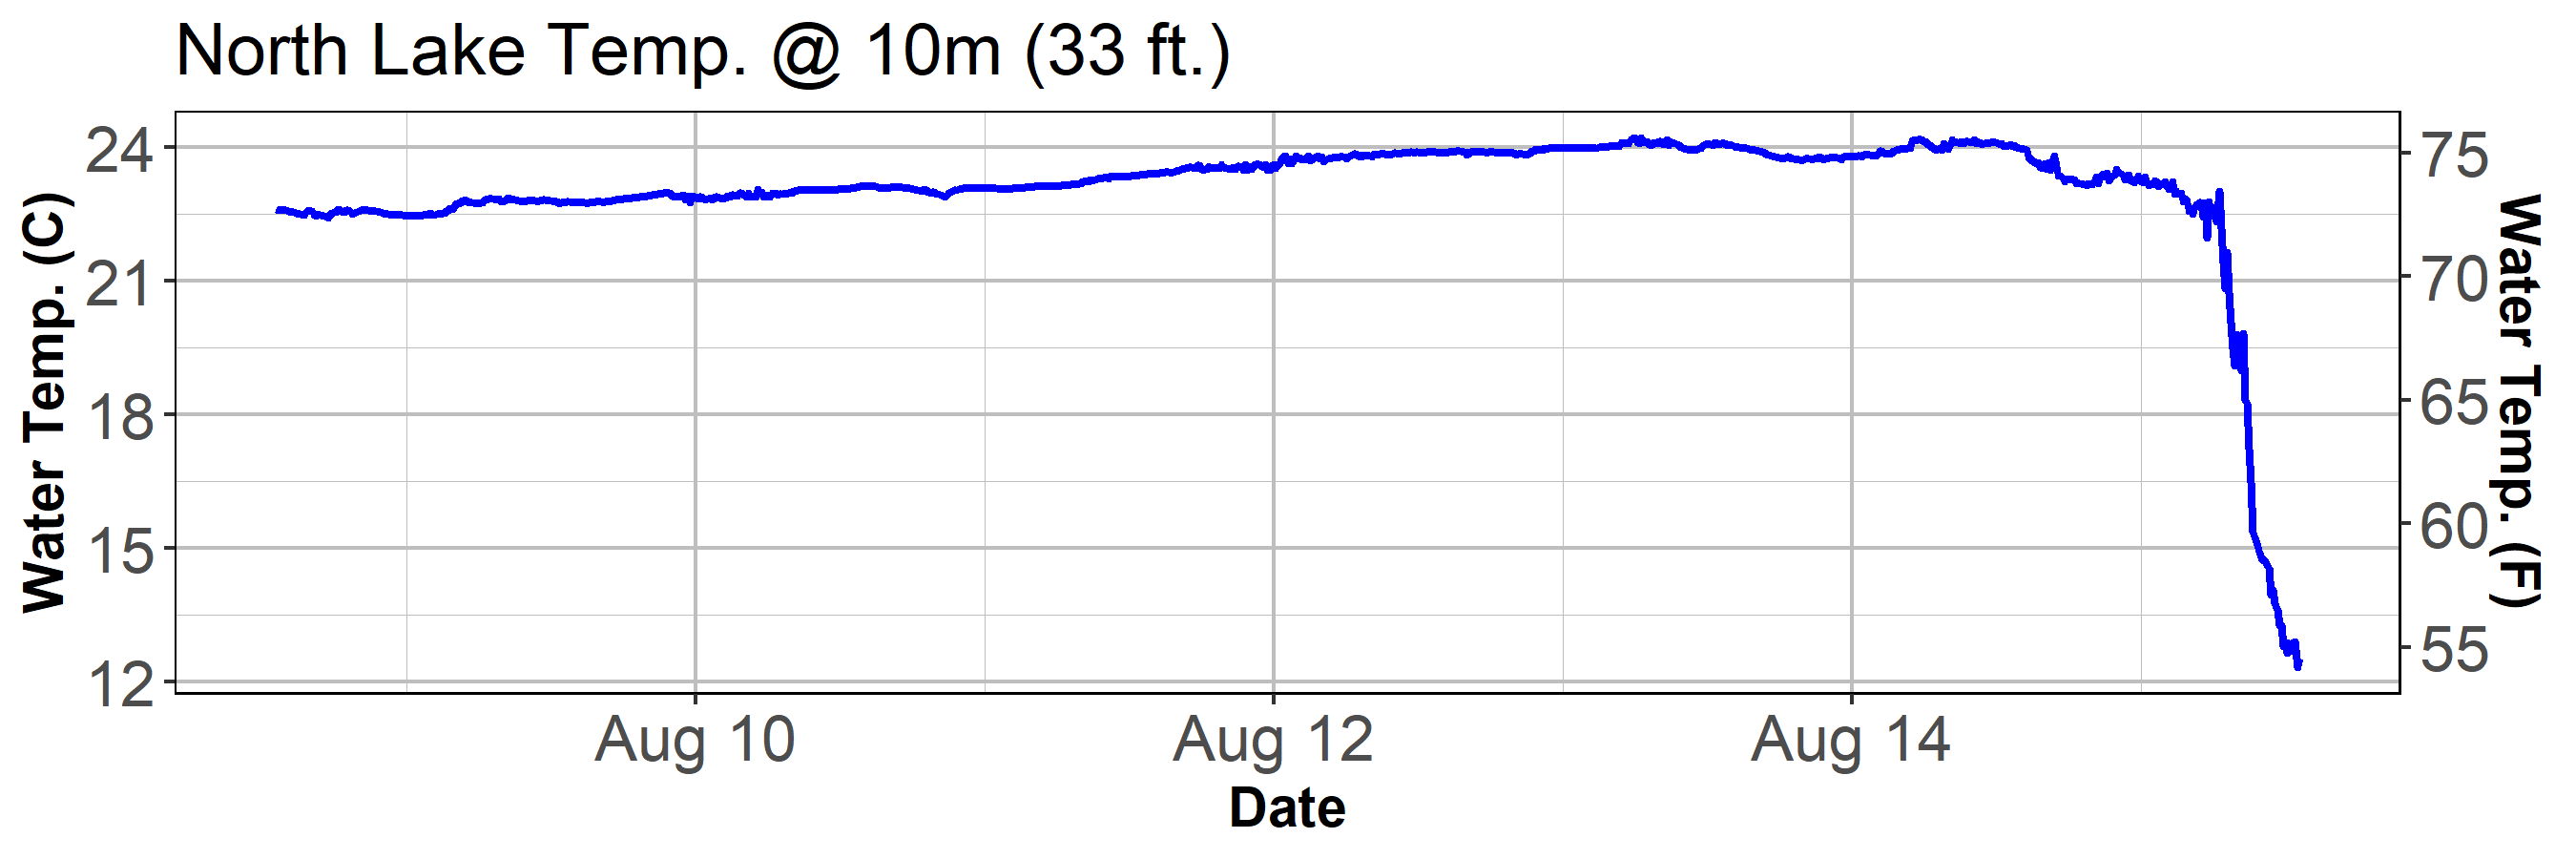 North Lake Temp. @ 10m (33 ft.)
Water Temp. (C)
24
21
18
15
12
75
70
65
60
55
Water Temp. (F)
Aug 10
Aug 12
Aug 14
Date